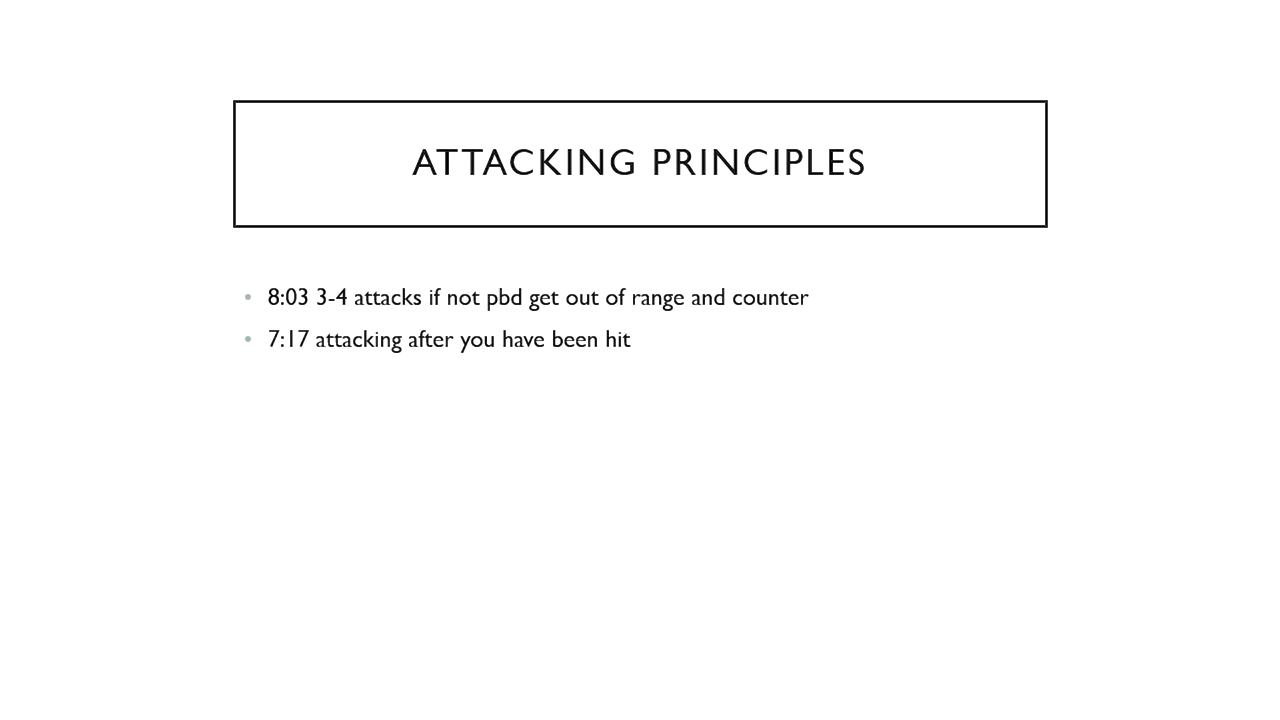 ATTACKING PRINCIPLES
• 8:03 3-4 attacks if not pbd get out of range and counter
• 7:17 attacking after you have been hit